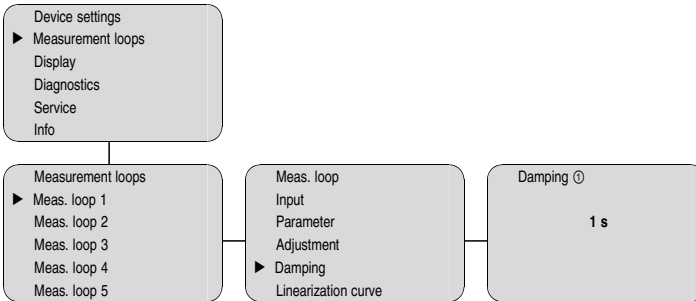 Device settings
▶ Measurement loops
Display
Diagnostics
Service
Info
Measurement loops
▶ Meas. loop 1
Meas. loop 2
Meas. loop 3
Meas. loop 4
Meas. loop 5
Meas. loop
Input
Parameter
Adjustment
▶ Damping
Linearization curve
Damping ①
1 s